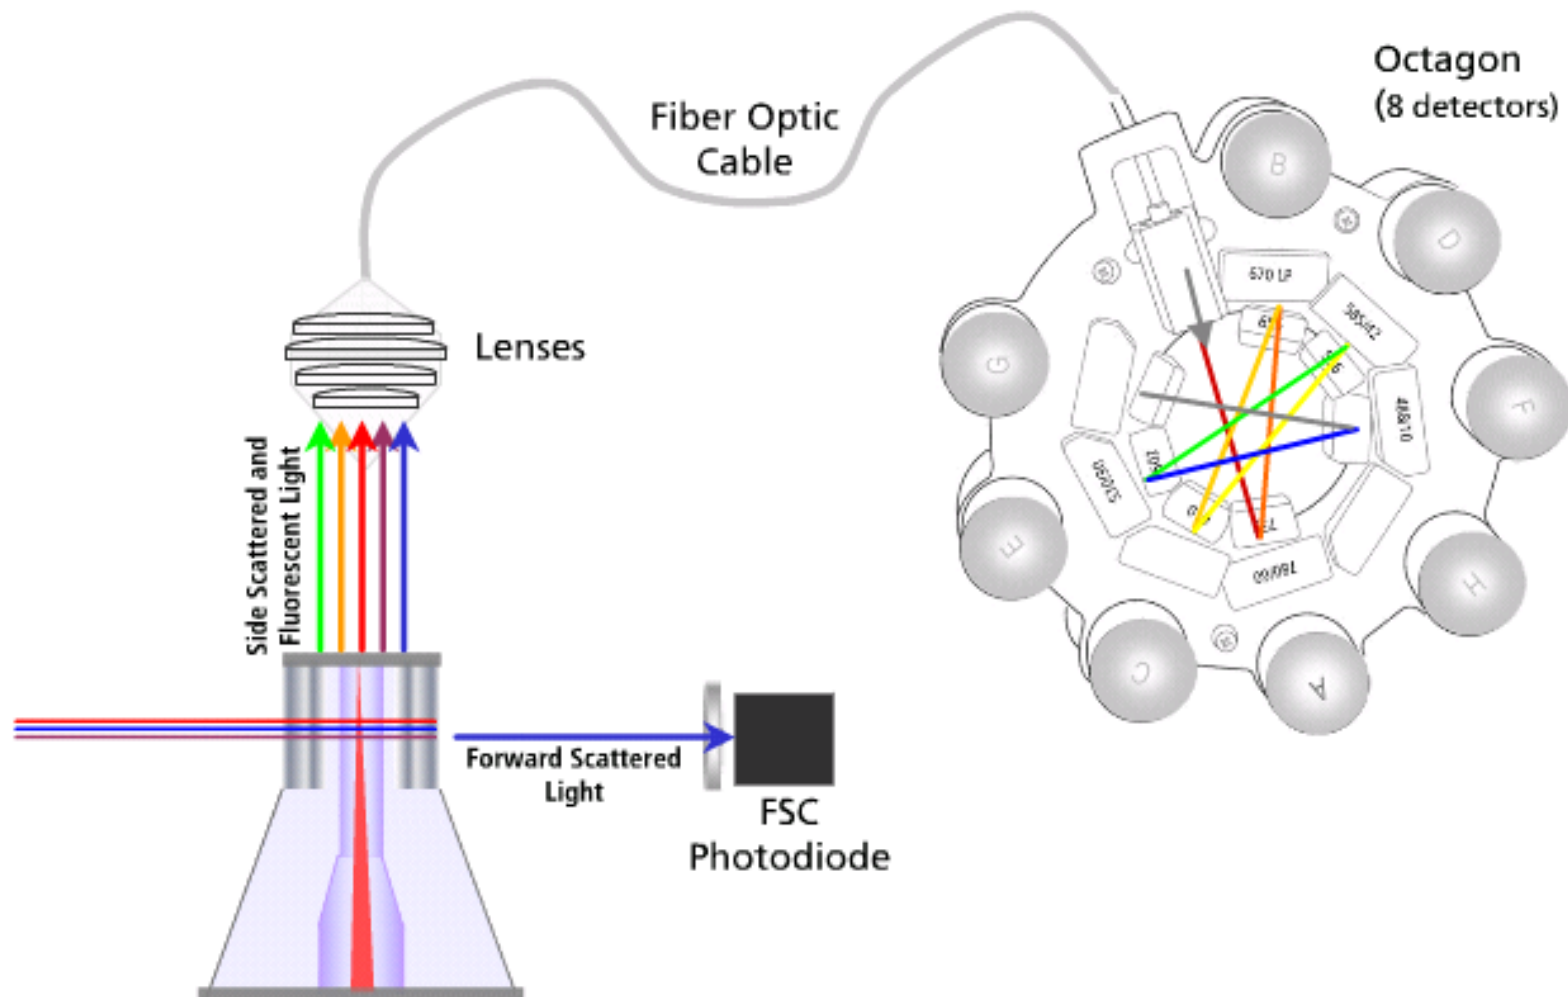 Octagon
(8 detectors)
Fiber Optic
Cable
Lenses
Side Scattered and
Fluorescent Light
Forward Scattered
Light
FSC
Photodiode
B
D
F
H
A
C
E
G
670 LP
585/42
488/10
780/60
530/30